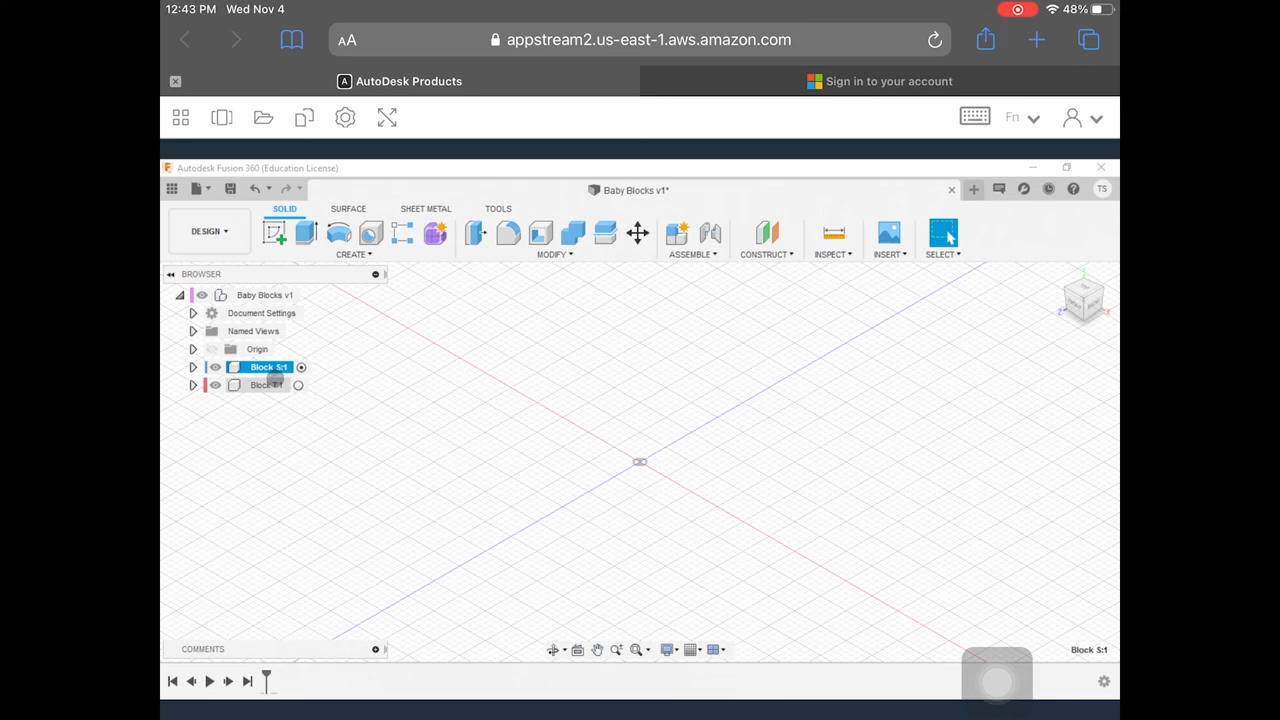 12:43 PM Wed Nov 4 48%
AA appstream2.us-east-1.aws.amazon.com
AutoDesk Products Sign in to your account
Fn
Autodesk Fusion 360 (Education License)
Baby Blocks v1* TS
SOLID SURFACE SHEET METAL TOOLS
DESIGN
CREATE MODIFY ASSEMBLE CONSTRUCT INSPECT INSERT SELECT
BROWSER
Baby Blocks v1
Document Settings
Named Views
Origin
Block S:1
Block T:1
COMMENTS
Block S:1